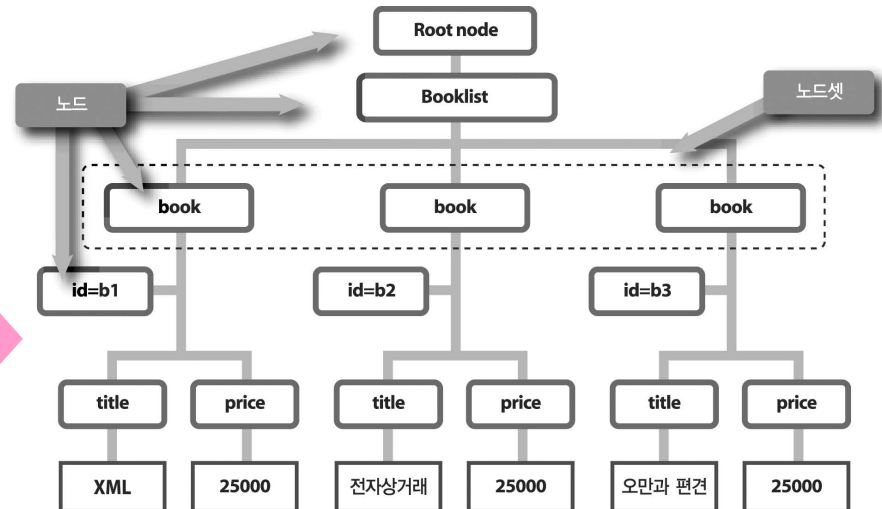 Root node
노드
Booklist
노드셋
book
book
book
id=b1
id=b2
id=b3
title
price
title
price
title
price
XML
25000
전자상거래
25000
오만과 편견
25000